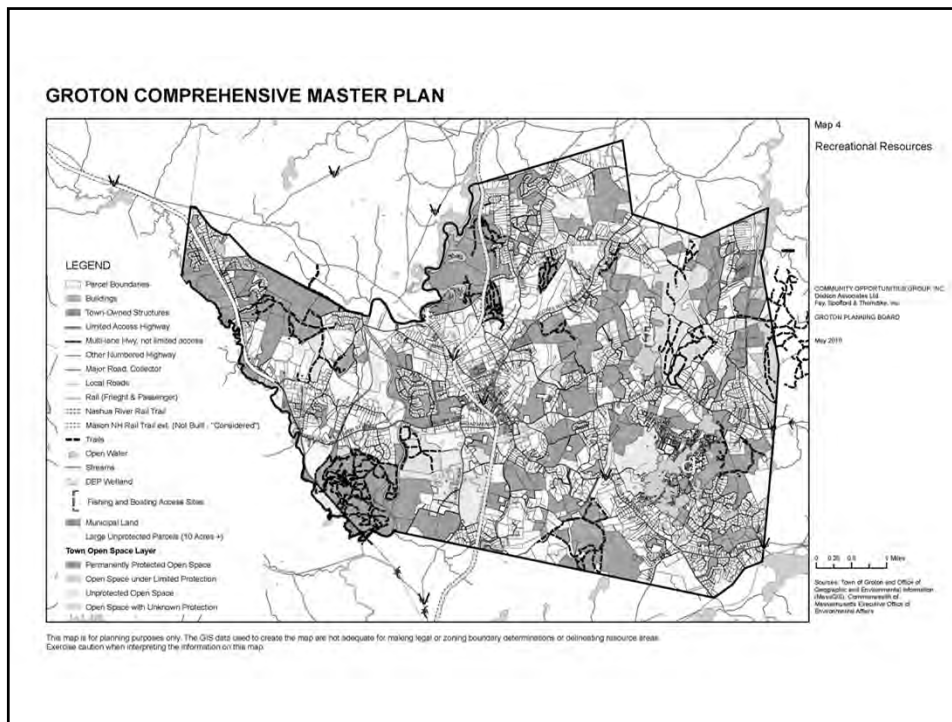 GROTON COMPREHENSIVE MASTER PLAN
Map 4
Recreational Resources
LEGEND
Parcel Boundaries
Buildings
Town-Owned Structures
Limited Access Highway
Multi-lane Hwy, not limited access
Other Numbered Highway
Major Road, Collector
Local Roads
Rail (Frieght & Passenger)
Nashua River Rail Trail
Mason NH Rail Trail ext. (Not Built - "Considered")
Trails
Open Water
Streams
DEP Wetland
Fishing and Boating Access Sites
Municipal Land
Large Unprotected Parcels (10 Acres +)
Town Open Space Layer
Permanently Protected Open Space
Open Space under Limited Protection
Unprotected Open Space
Open Space with Unknown Protection
COMMUNITY OPPORTUNITIES GROUP, INC.
Dodson Associates Ltd.
Fay, Spofford & Thorndike, Inc.
GROTON PLANNING BOARD
May 2010
0 0.25 0.5 1 Miles
Sources: Town of Groton and Office of
Geographic and Environmental Information
(MassGIS), Commonwealth of
Massachusetts Executive Office of
Environmental Affairs
This map is for planning purposes only. The GIS data used to create the map are not adequate for making legal or zoning boundary determinations or delineating resource areas.
Exercise caution when interpreting the information on this map.